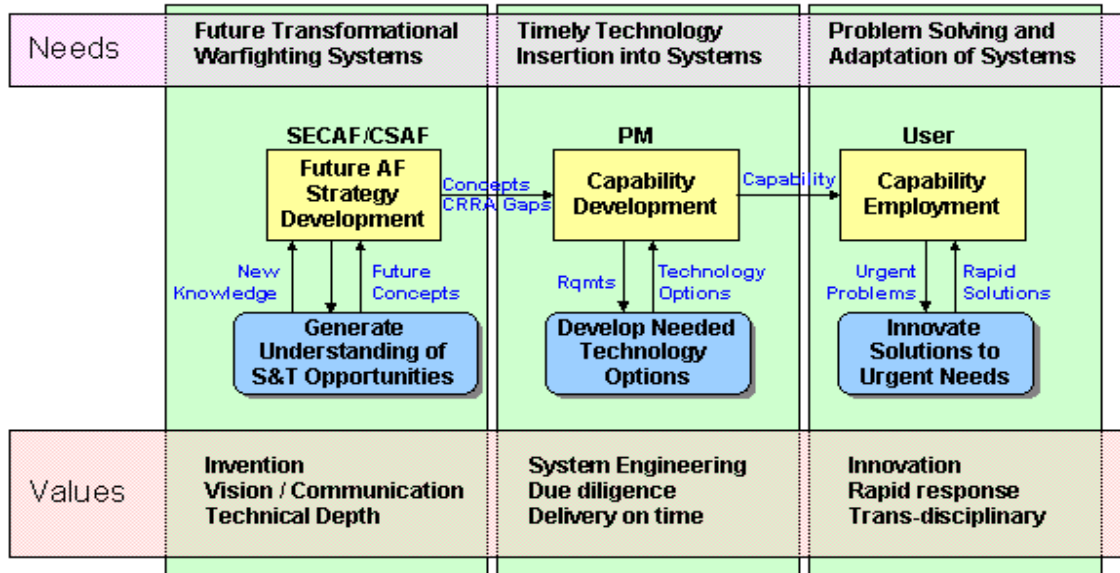 Needs
Future Transformational
Warfighting Systems
Timely Technology
Insertion into Systems
Problem Solving and
Adaptation of Systems
SECAF/CSAF
Future AF
Strategy
Development
Concepts
CRRA Gaps
PM
Capability
Development
Capability
User
Capability
Employment
New
Knowledge
Future
Concepts
Rqmts
Technology
Options
Urgent
Problems
Rapid
Solutions
Generate
Understanding of
S&T Opportunities
Develop Needed
Technology
Options
Innovate
Solutions to
Urgent Needs
Values
Invention
Vision / Communication
Technical Depth
System Engineering
Due diligence
Delivery on time
Innovation
Rapid response
Trans-disciplinary